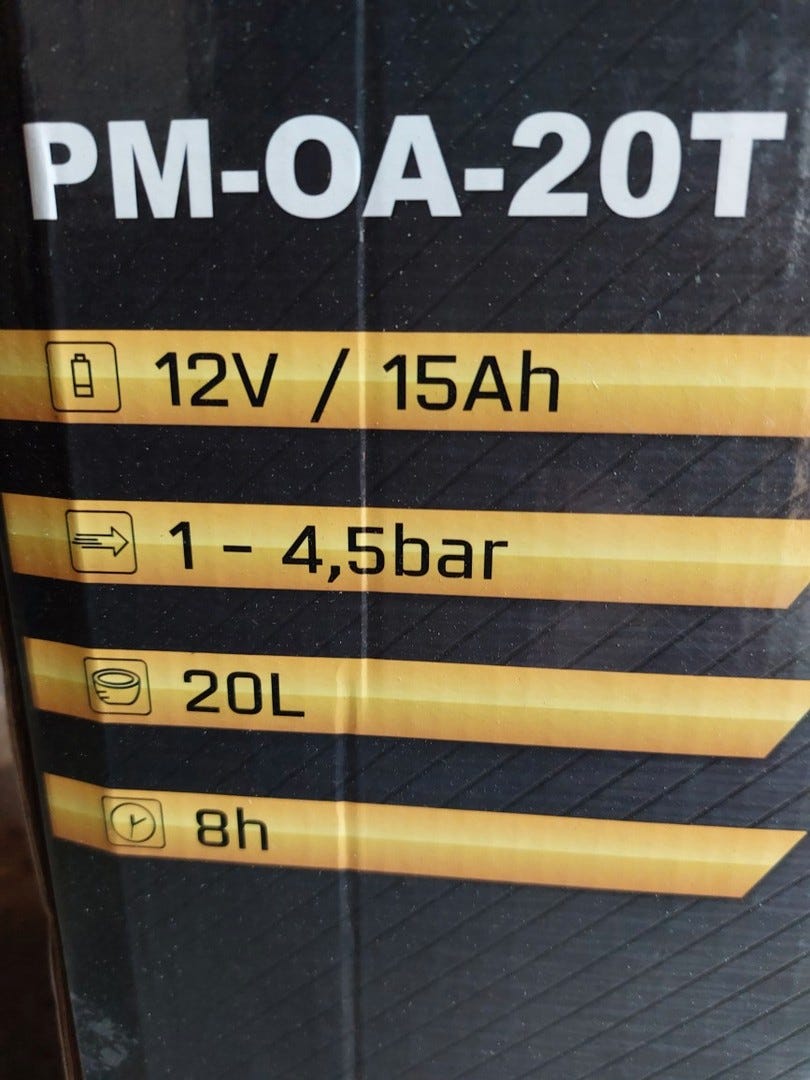 PM-OA-20T
12V / 15Ah
1 - 4,5bar
20L
8h